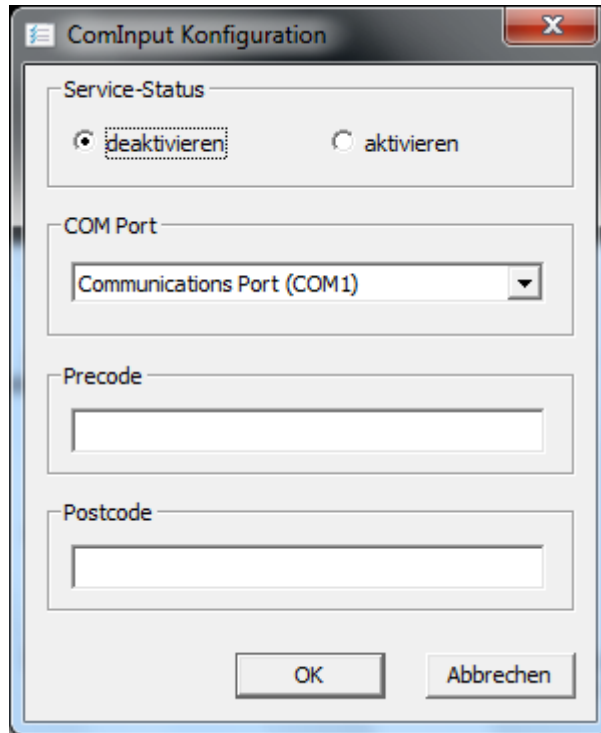 ComInput Konfiguration
Service-Status
deaktivieren aktivieren
COM Port
Communications Port (COM1)
Precode
Postcode
OK Abbrechen